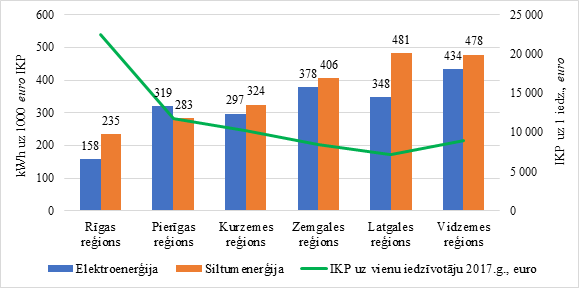 600
500
400
300
200
100
0
kWh uz 1000 euro IKP
25 000
20 000
15 000
10 000
5 000
0
IKP uz 1 iedz., euro
158
235
319
283
297
324
378
406
348
481
434
478
Rīgas reģions
Pierīgas reģions
Kurzemes reģions
Zemgales reģions
Latgales reģions
Vidzemes reģions
Elektroenerģija
Siltumenerģija
IKP uz vienu iedzīvotāju 2017.g., euro